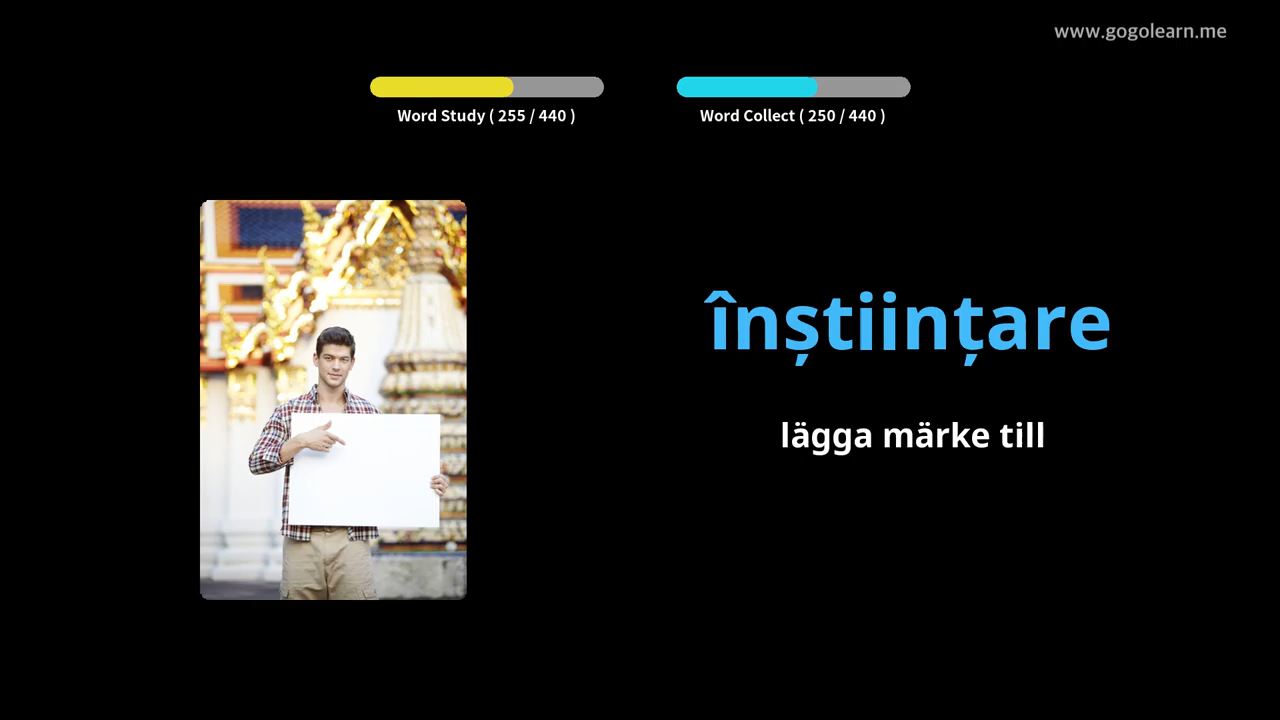 www.gogolearn.me
Word Study ( 255 / 440 )
Word Collect ( 250 / 440 )
înștiințare
lägga märke till